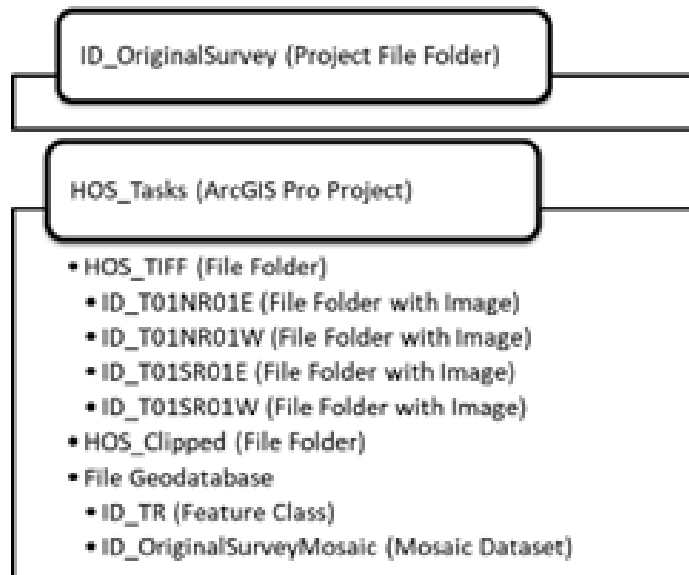 ID_OriginalSurvey (Project File Folder)
HOS_Tasks (ArcGIS Pro Project)
• HOS_TIFF (File Folder)
• ID_T01NR01E (File Folder with Image)
• ID_T01NR01W (File Folder with Image)
• ID_T01SR01E (File Folder with Image)
• ID_T01SR01W (File Folder with Image)
• HOS_Clipped (File Folder)
• File Geodatabase
• ID_TR (Feature Class)
• ID_OriginalSurveyMosaic (Mosaic Dataset)